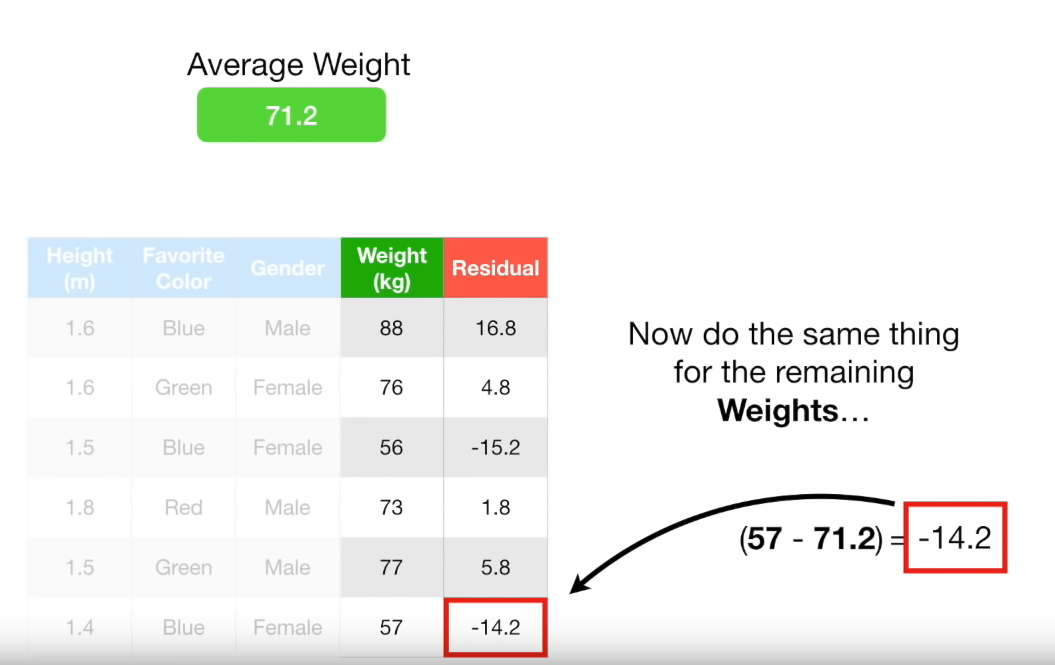 Average Weight
71.2
Height (m) Favorite Color Gender Weight (kg) Residual
1.6 Blue Male 88 16.8
1.6 Green Female 76 4.8
1.5 Blue Female 56 -15.2
1.8 Red Male 73 1.8
1.5 Green Male 77 5.8
1.4 Blue Female 57 -14.2
Now do the same thing
for the remaining
Weights…
(57 - 71.2) = -14.2